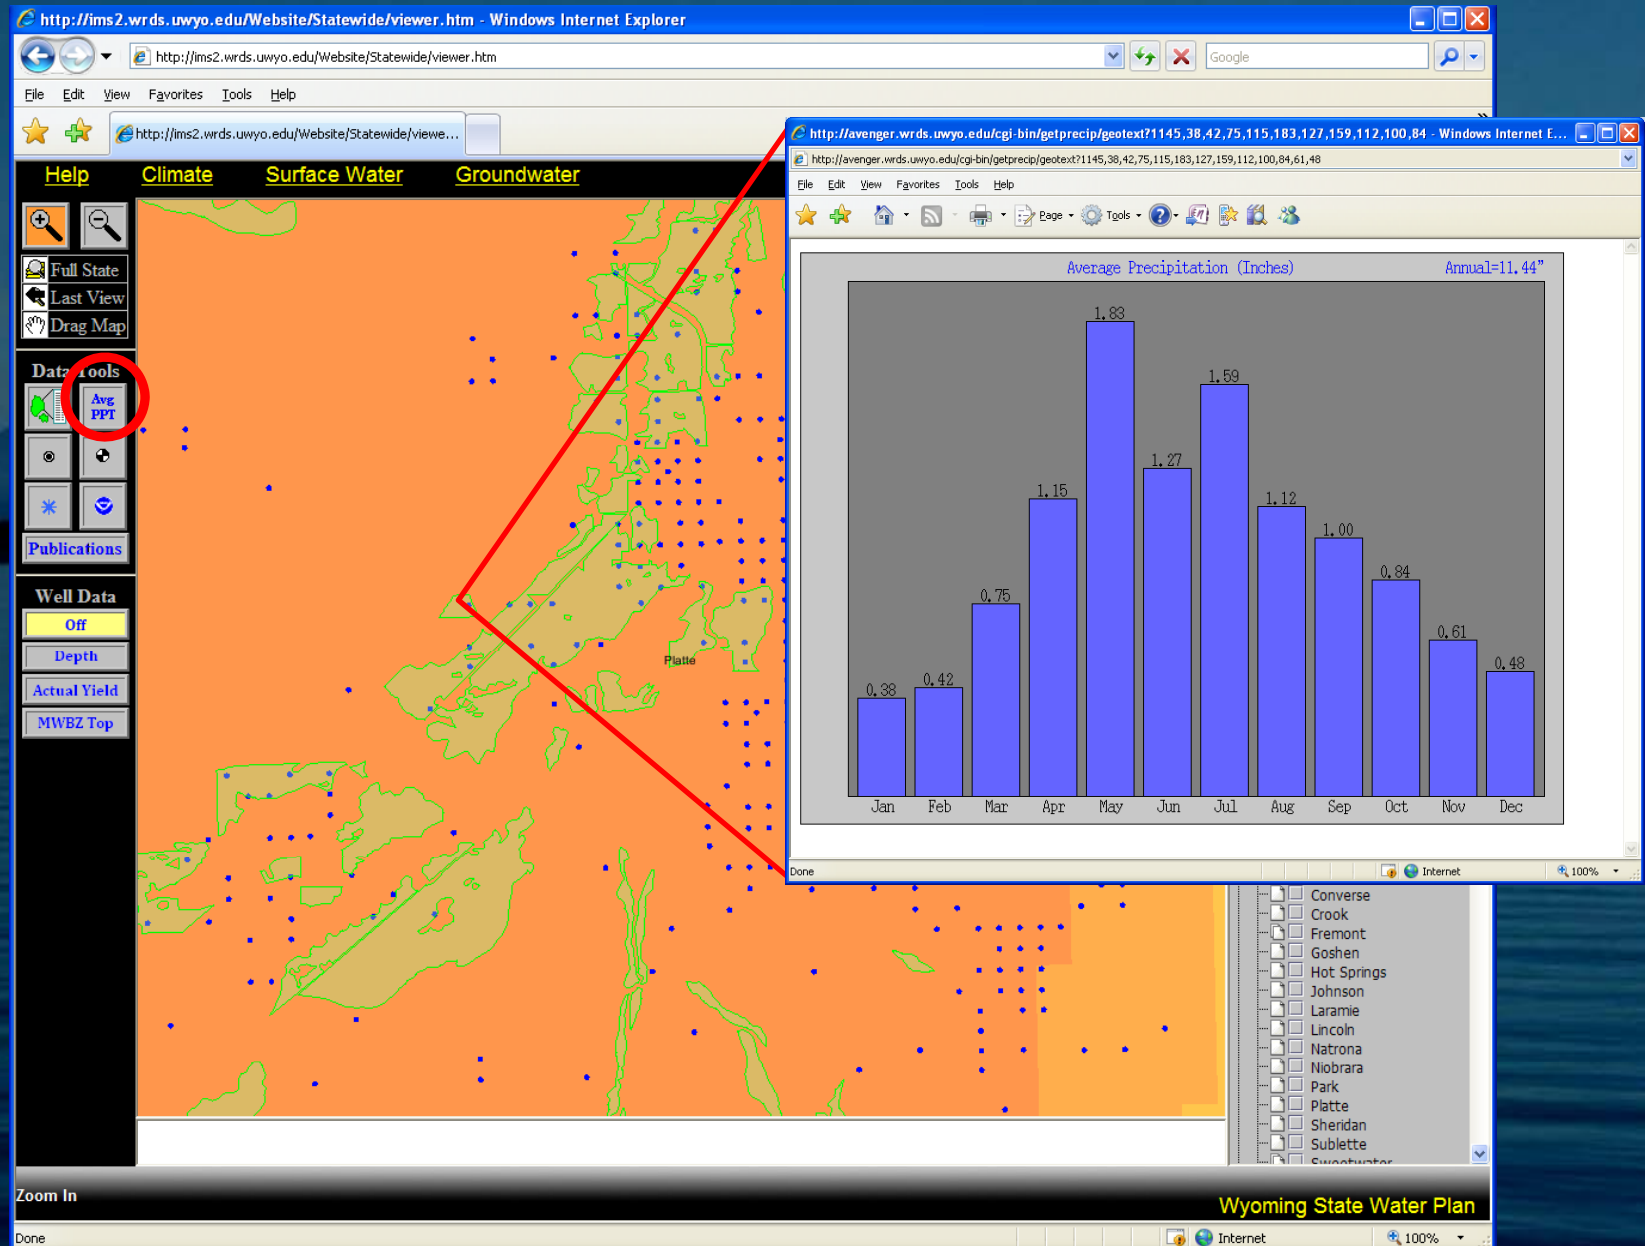 http://ims2.wrds.uwyo.edu/Website/Statewide/viewer.htm - Windows Internet Explorer
http://ims2.wrds.uwyo.edu/Website/Statewide/viewer.htm
Google
File Edit View Favorites Tools Help
http://ims2.wrds.uwyo.edu/Website/Statewide/viewe...
Help Climate Surface Water Groundwater
Full State
Last View
Drag Map
Data Tools
Avg
PPT
Publications
Well Data
Off
Depth
Actual Yield
MWBZ Top
Platte
http://avenger.wrds.uwyo.edu/cgi-bin/getprecip/geotext?1145,38,42,75,115,183,127,159,112,100,84 - Windows Internet E...
http://avenger.wrds.uwyo.edu/cgi-bin/getprecip/geotext?1145,38,42,75,115,183,127,159,112,100,84,61,48
File Edit View Favorites Tools Help
Page Tools
Average Precipitation (Inches) Annual=11.44"
0.38 0.42 0.75 1.15 1.83 1.27 1.59 1.12 1.00 0.84 0.61 0.48
Jan Feb Mar Apr May Jun Jul Aug Sep Oct Nov Dec
Done Internet 100%
Converse
Crook
Fremont
Goshen
Hot Springs
Johnson
Laramie
Lincoln
Natrona
Niobrara
Park
Platte
Sheridan
Sublette
Sweetwater
Zoom In
Wyoming State Water Plan
Done Internet 100%